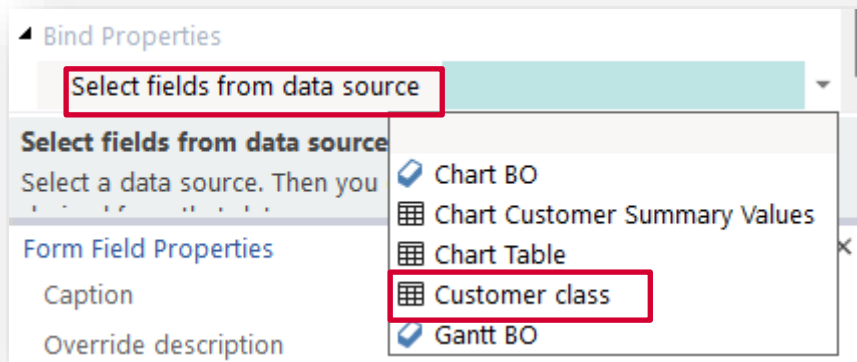 Bind Properties
Select fields from data source
Select fields from data source
Select a data source. Then you
Chart BO
Chart Customer Summary Values
Chart Table
Customer class
Gantt BO
Form Field Properties
Caption
Override description